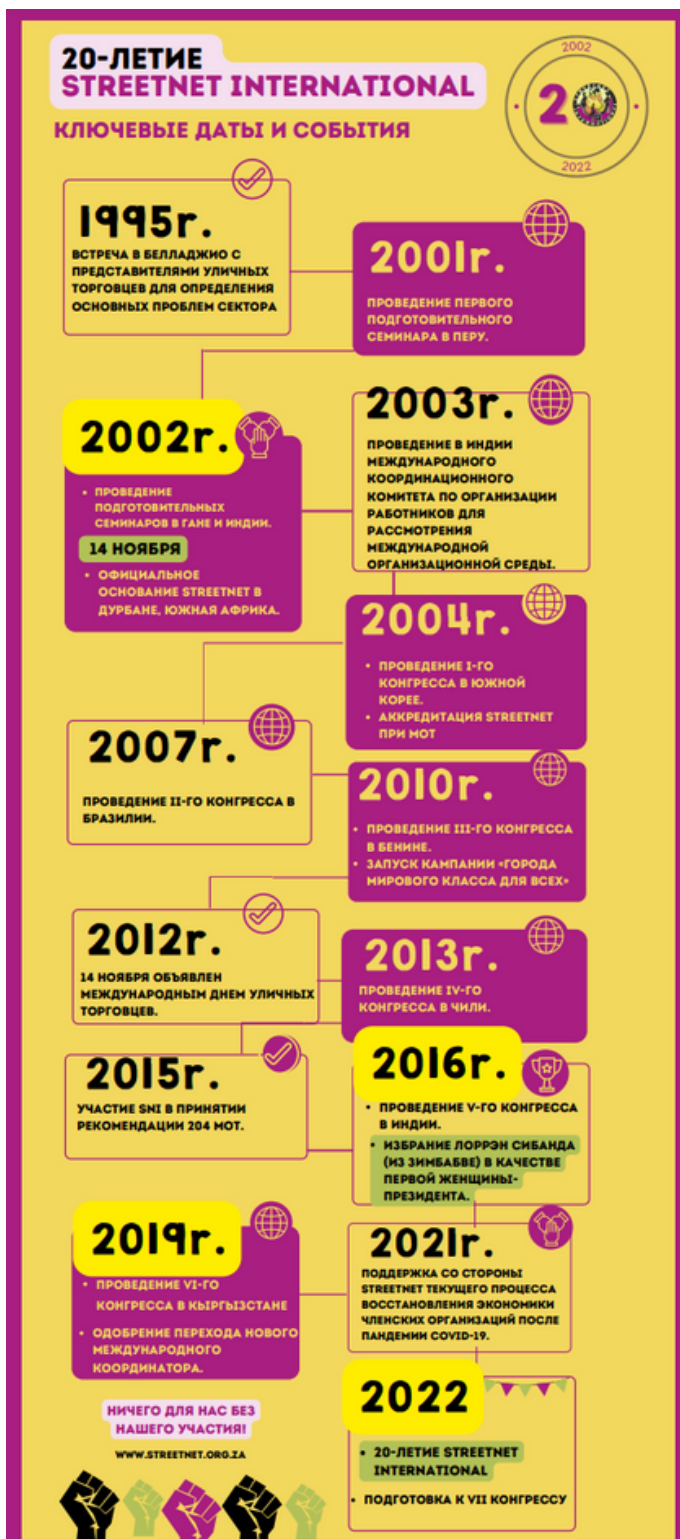 20-ЛЕТИЕ
STREETNET INTERNATIONAL
КЛЮЧЕВЫЕ ДАТЫ И СОБЫТИЯ
2002
20
2022
1995г.
ВСТРЕЧА В БЕЛЛАДЖИО С
ПРЕДСТАВИТЕЛЯМИ УЛИЧНЫХ
ТОРГОВЦЕВ ДЛЯ ОПРЕДЕЛЕНИЯ
ОСНОВНЫХ ПРОБЛЕМ СЕКТОРА
2001г.
ПРОВЕДЕНИЕ ПЕРВОГО
ПОДГОТОВИТЕЛЬНОГО
СЕМИНАРА В ПЕРУ.
2002г.
• ПРОВЕДЕНИЕ
ПОДГОТОВИТЕЛЬНЫХ
СЕМИНАРОВ В ГАНЕ И ИНДИИ.
14 НОЯБРЯ
• ОФИЦИАЛЬНОЕ
ОСНОВАНИЕ STREETNET В
ДУРБАНЕ, ЮЖНАЯ АФРИКА.
2003г.
ПРОВЕДЕНИЕ В ИНДИИ
МЕЖДУНАРОДНОГО
КООРДИНАЦИОННОГО
КОМИТЕТА ПО ОРГАНИЗАЦИИ
РАБОТНИКОВ ДЛЯ
РАССМОТРЕНИЯ
МЕЖДУНАРОДНОЙ
ОРГАНИЗАЦИОННОЙ СРЕДЫ.
2004г.
• ПРОВЕДЕНИЕ I-ГО
КОНГРЕССА В ЮЖНОЙ
КОРЕЕ.
• АККРЕДИТАЦИЯ STREETNET
ПРИ МОТ
2007г.
ПРОВЕДЕНИЕ II-ГО КОНГРЕССА В
БРАЗИЛИИ.
2010г.
• ПРОВЕДЕНИЕ III-ГО КОНГРЕССА
В БЕНИНЕ.
• ЗАПУСК КАМПАНИИ «ГОРОДА
МИРОВОГО КЛАССА ДЛЯ ВСЕХ»
2012г.
14 НОЯБРЯ ОБЪЯВЛЕН
МЕЖДУНАРОДНЫМ ДНЕМ УЛИЧНЫХ
ТОРГОВЦЕВ.
2013г.
ПРОВЕДЕНИЕ IV-ГО
КОНГРЕССА В ЧИЛИ.
2015г.
УЧАСТИЕ SNI В ПРИНЯТИИ
РЕКОМЕНДАЦИИ 204 МОТ.
2016г.
• ПРОВЕДЕНИЕ V-ГО КОНГРЕССА
В ИНДИИ.
• ИЗБРАНИЕ ЛОРРЭН СИБАНДА
(ИЗ ЗИМБАБВЕ) В КАЧЕСТВЕ
ПЕРВОЙ ЖЕНЩИНЫ-
ПРЕЗИДЕНТА.
2019г.
• ПРОВЕДЕНИЕ VI-ГО
КОНГРЕССА В КЫРГЫЗСТАНЕ
• ОДОБРЕНИЕ ПЕРЕХОДА НОВОГО
МЕЖДУНАРОДНОГО
КООРДИНАТОРА.
2021г.
ПОДДЕРЖКА СО СТОРОНЫ
STREETNET ТЕКУЩЕГО ПРОЦЕССА
ВОССТАНОВЛЕНИЯ ЭКОНОМИКИ
ЧЛЕНСКИХ ОРГАНИЗАЦИЙ ПОСЛЕ
ПАНДЕМИИ COVID-19.
2022
• 20-ЛЕТИЕ STREETNET
INTERNATIONAL
• ПОДГОТОВКА К VII КОНГРЕССУ
НИЧЕГО ДЛЯ НАС БЕЗ
НАШЕГО УЧАСТИЯ!
WWW.STREETNET.ORG.ZA